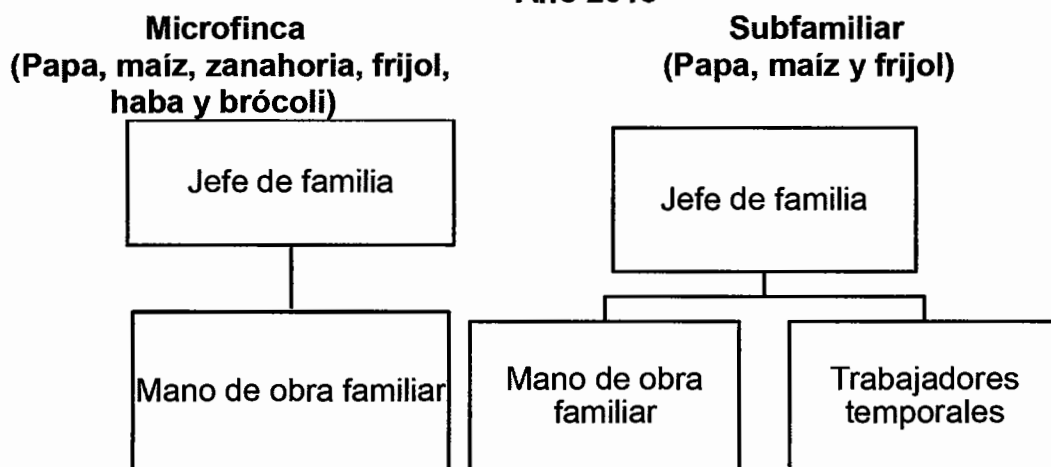 Microfinca
(Papa, maíz, zanahoria, frijol,
haba y brócoli)
Jefe de familia
Mano de obra familiar
Subfamiliar
(Papa, maíz y frijol)
Jefe de familia
Mano de obra
familiar
Trabajadores
temporales